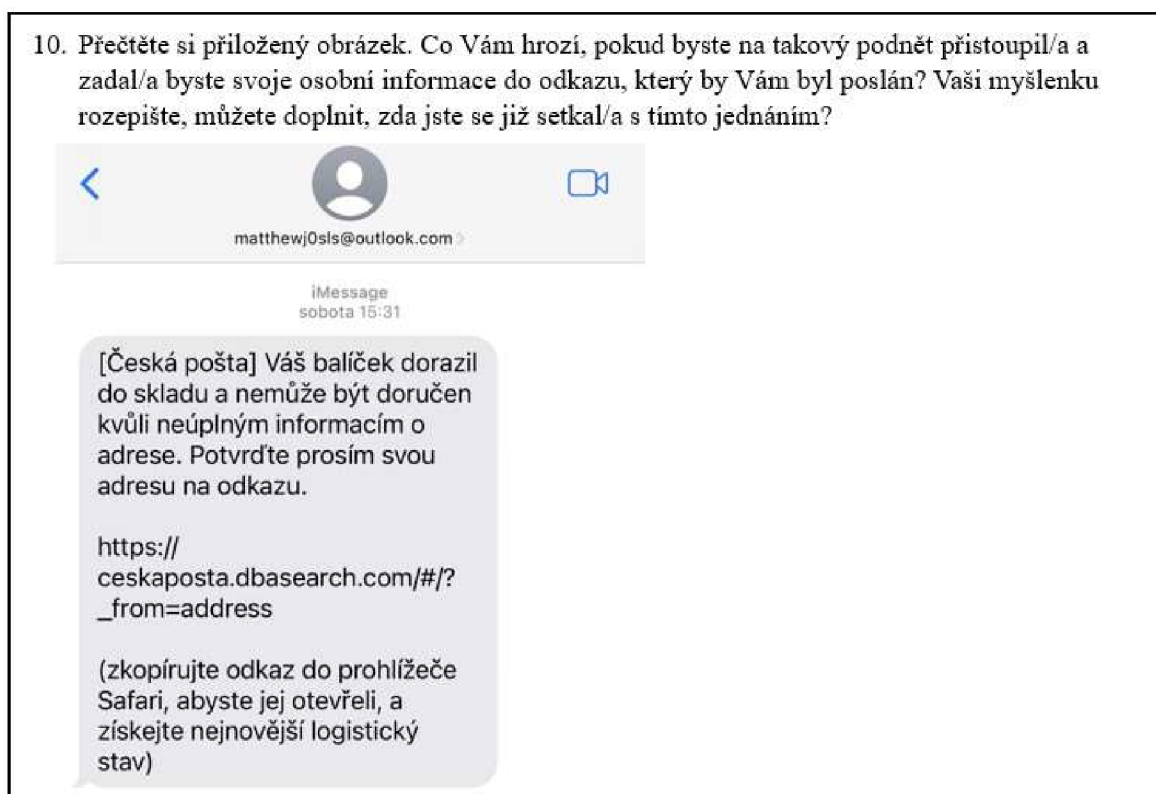 10. Přečtěte si přiložený obrázek. Co Vám hrozí, pokud byste na takový podnět přistoupil/a a
zadal/a byste svoje osobní informace do odkazu, který by Vám byl poslán? Vaši myšlenku
rozepište, můžete doplnit, zda jste se již setkal/a s tímto jednáním?
matthewj0sls@outlook.com
iMessage
sobota 15:31
[Česká pošta] Váš balíček dorazil
do skladu a nemůže být doručen
kvůli neúplným informacím o
adrese. Potvrďte prosím svou
adresu na odkazu.
https://
ceskaposta.dbasearch.com/#/?
_from=address
(zkopírujte odkaz do prohlížeče
Safari, abyste jej otevřeli, a
získejte nejnovější logistický
stav)